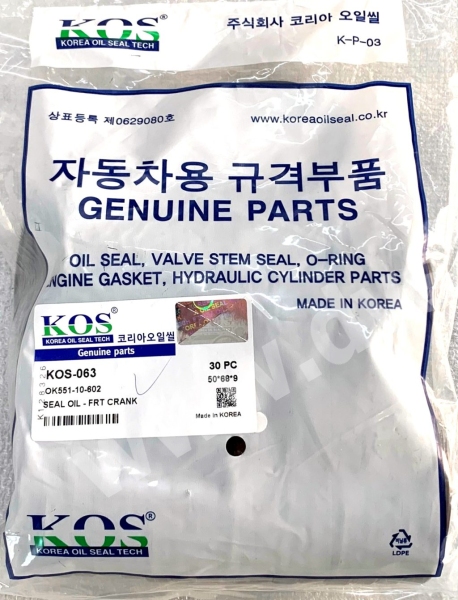 KOS®
KOREA OIL SEAL TECH
주식회사 코리아 오일씰
K-P-03
상표등록 제0629080호
www.koreaoilseal.co.kr
자동차용 규격부품
GENUINE PARTS
OIL SEAL, VALVE STEM SEAL, O-RING
ENGINE GASKET, HYDRAULIC CYLINDER PARTS
MADE IN KOREA
KOS®
KOREA OIL SEAL TECH 코리아오일씰
Genuine parts
KOS-063
30 PC
OK551-10-602
50*68*9
SEAL OIL - FRT CRANK
Made in KOREA
KOS®
KOREA OIL SEAL TECH
LDPE